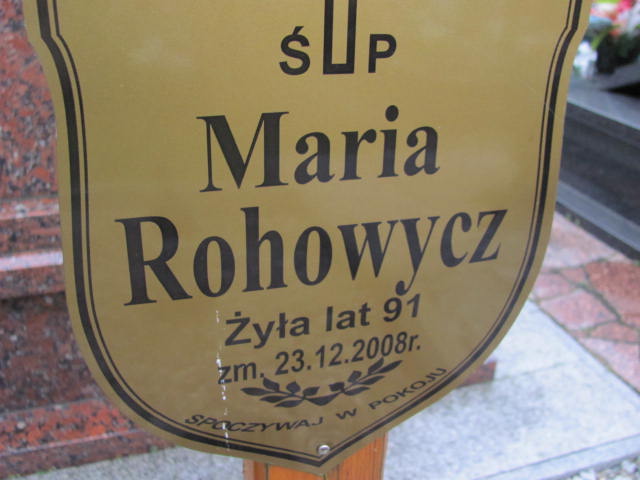 Ś P
Maria
Rohowycz
Żyła lat 91
zm. 23.12.2008r.
SPOCZYWAJ W POKOJU